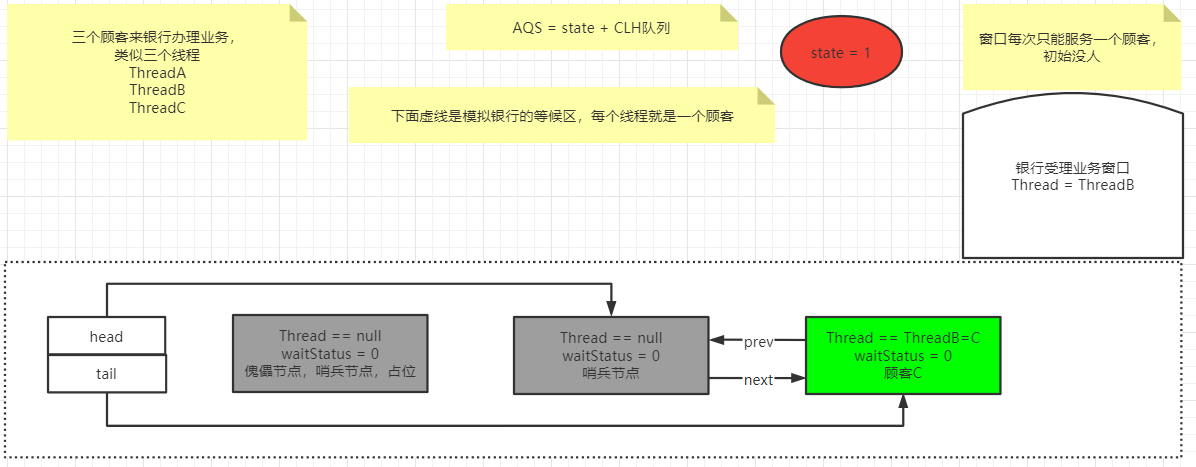 三个顾客来银行办理业务，
类似三个线程
ThreadA
ThreadB
ThreadC
AQS = state + CLH队列
state = 1
窗口每次只能服务一个顾客，
初始没人
下面虚线是模拟银行的等候区，每个线程就是一个顾客
银行受理业务窗口
Thread = ThreadB
head
tail
Thread == null
waitStatus = 0
傀儡节点，哨兵节点，占位
Thread == null
waitStatus = 0
哨兵节点
prev
next
Thread == ThreadB=C
waitStatus = 0
顾客C